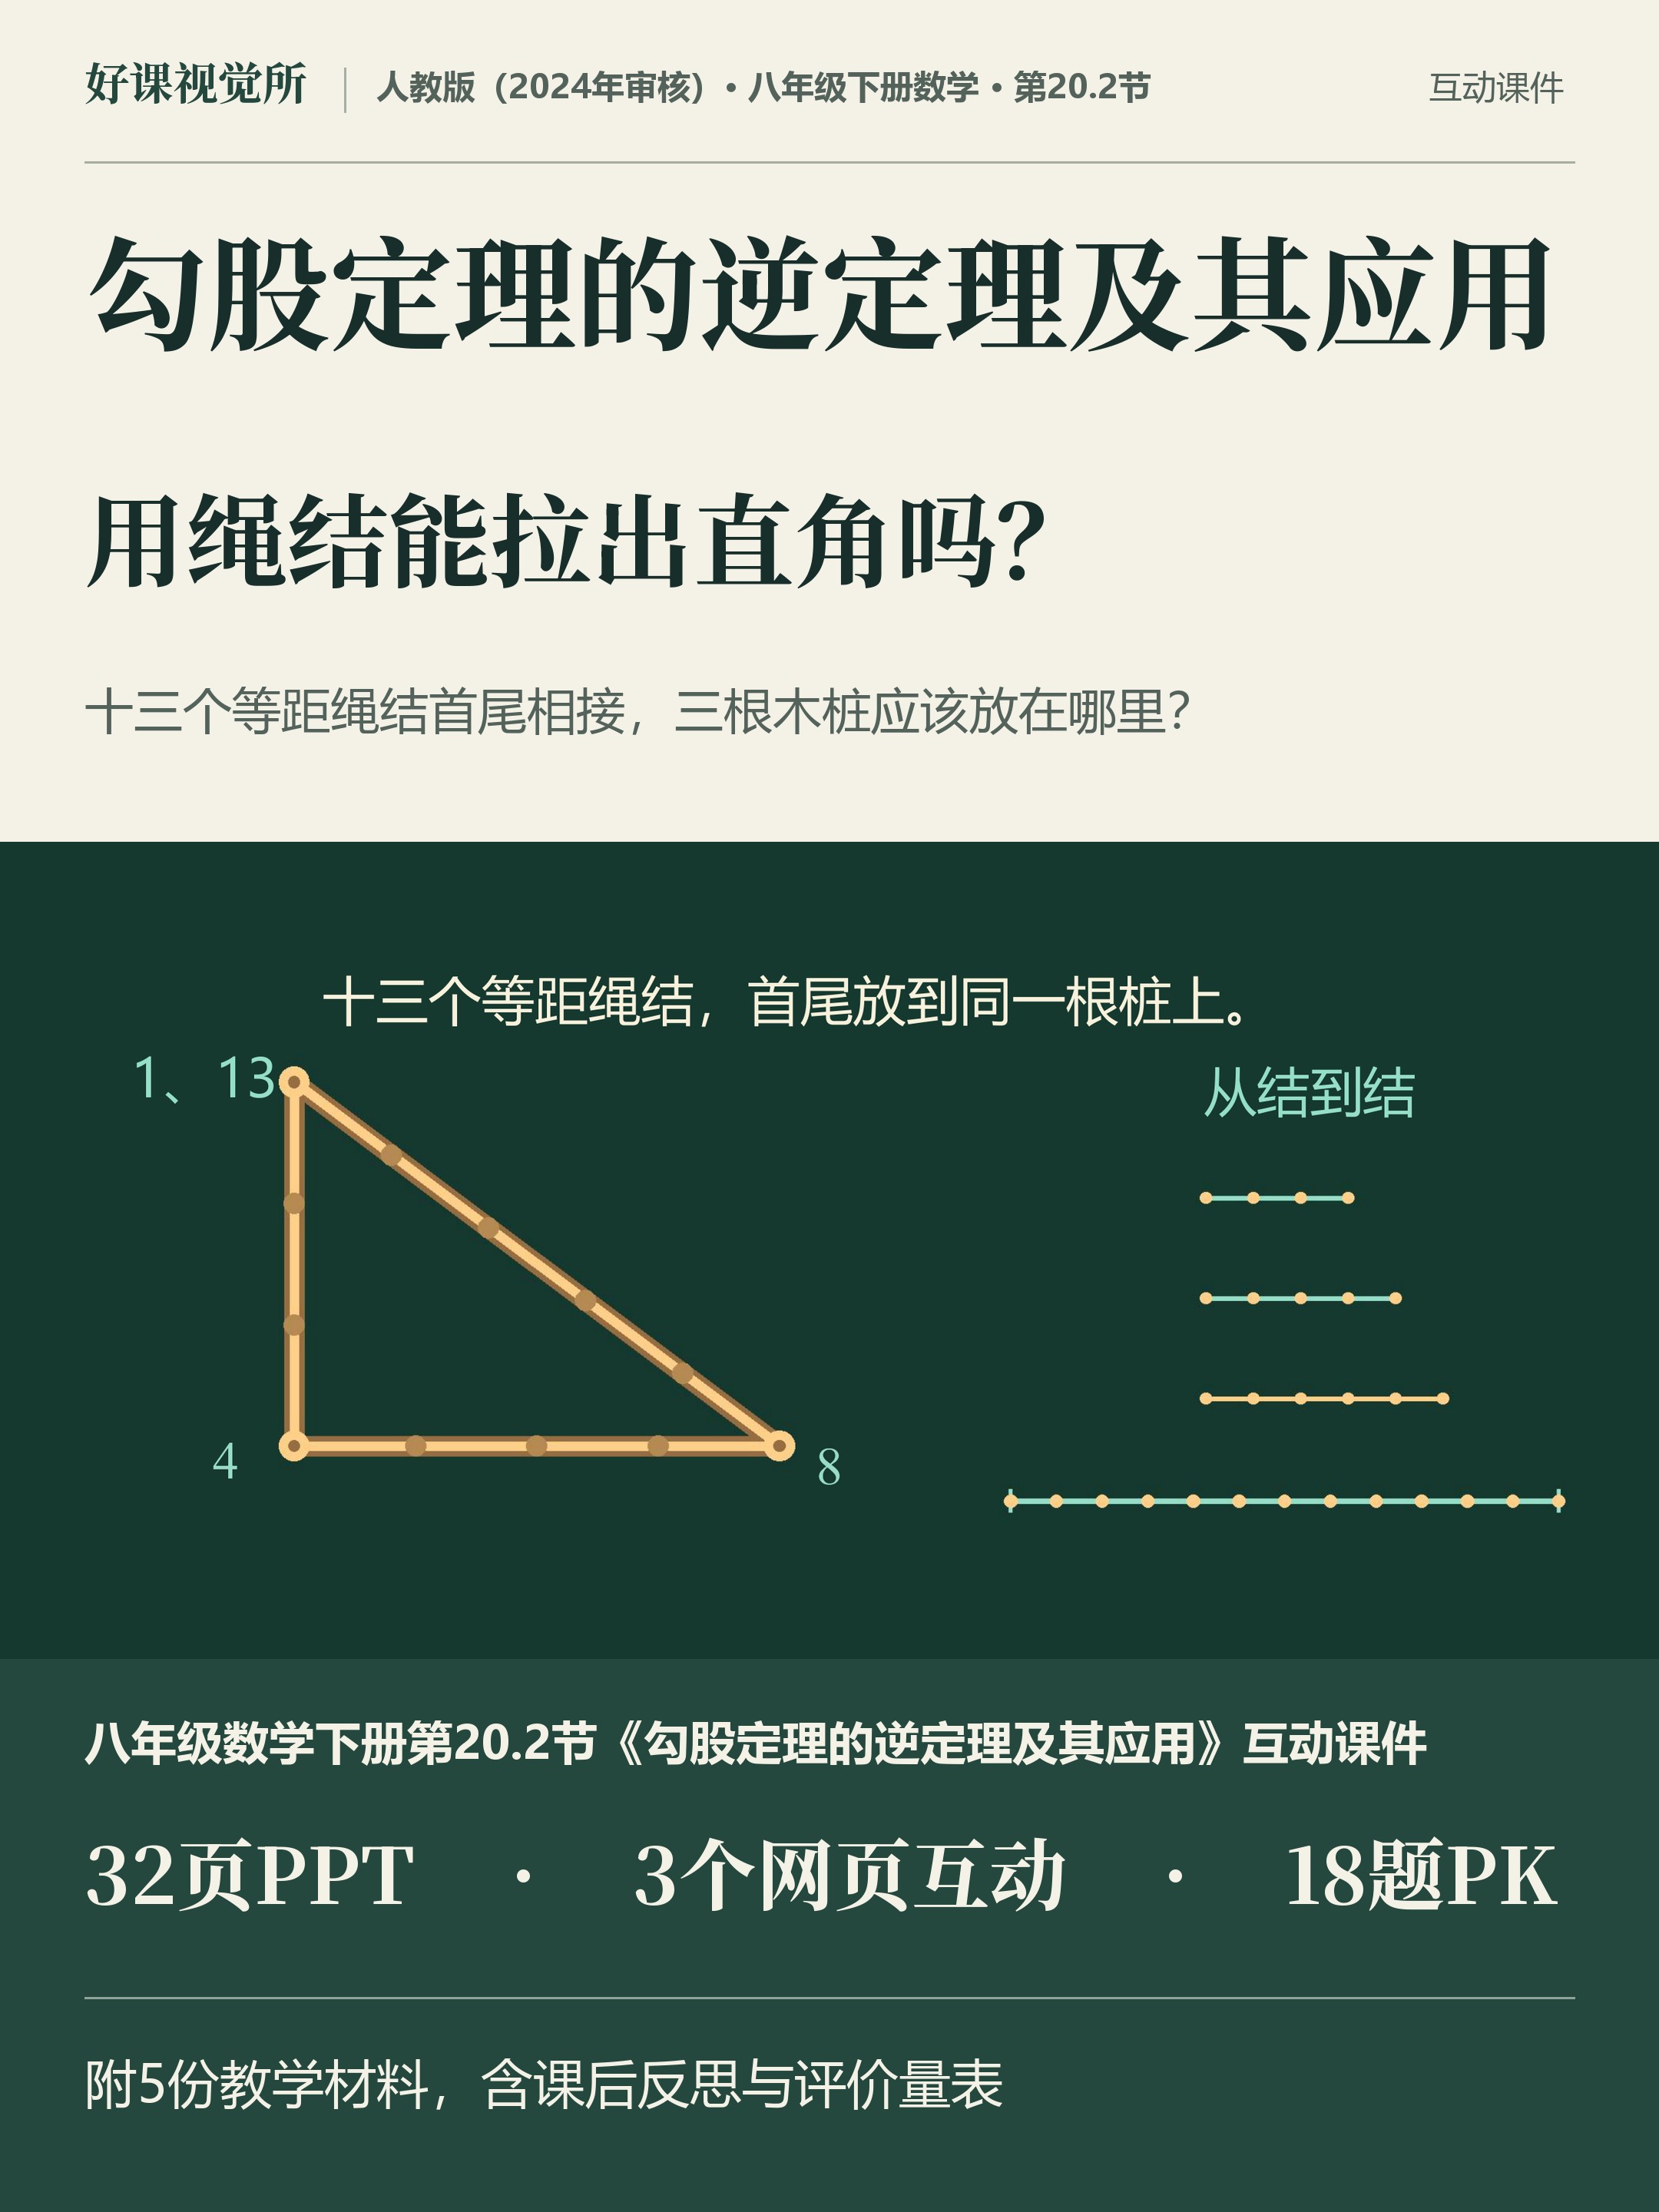 好课视觉所
人教版（2024年审核）• 八年级下册数学 • 第20.2节
互动课件
勾股定理的逆定理及其应用
用绳结能拉出直角吗？
十三个等距绳结首尾相接，三根木桩应该放在哪里？
十三个等距绳结，首尾放到同一根桩上。
1、13
从结到结
4
8
八年级数学下册第20.2节《勾股定理的逆定理及其应用》互动课件
32页PPT · 3个网页互动 · 18题PK
附5份教学材料，含课后反思与评价量表